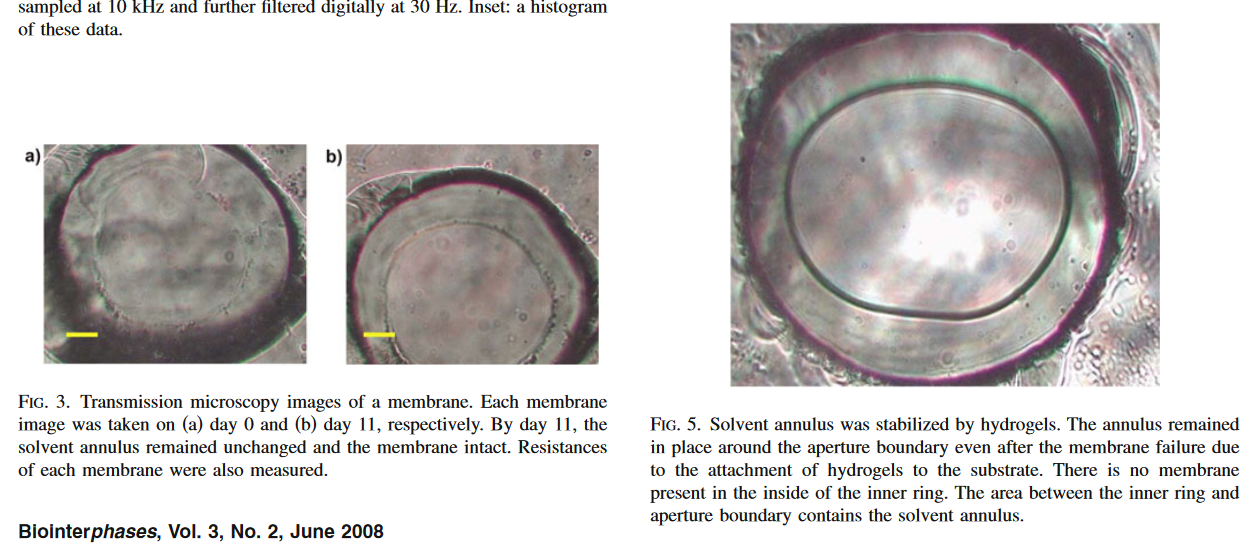 sampled at 10 kHz and further filtered digitally at 30 Hz. Inset: a histogram
of these data.
a)
b)
FIG. 3. Transmission microscopy images of a membrane. Each membrane
image was taken on (a) day 0 and (b) day 11, respectively. By day 11, the
solvent annulus remained unchanged and the membrane intact. Resistances
of each membrane were also measured.
Biointerphases, Vol. 3, No. 2, June 2008
FIG. 5. Solvent annulus was stabilized by hydrogels. The annulus remained
in place around the aperture boundary even after the membrane failure due
to the attachment of hydrogels to the substrate. There is no membrane
present in the inside of the inner ring. The area between the inner ring and
aperture boundary contains the solvent annulus.